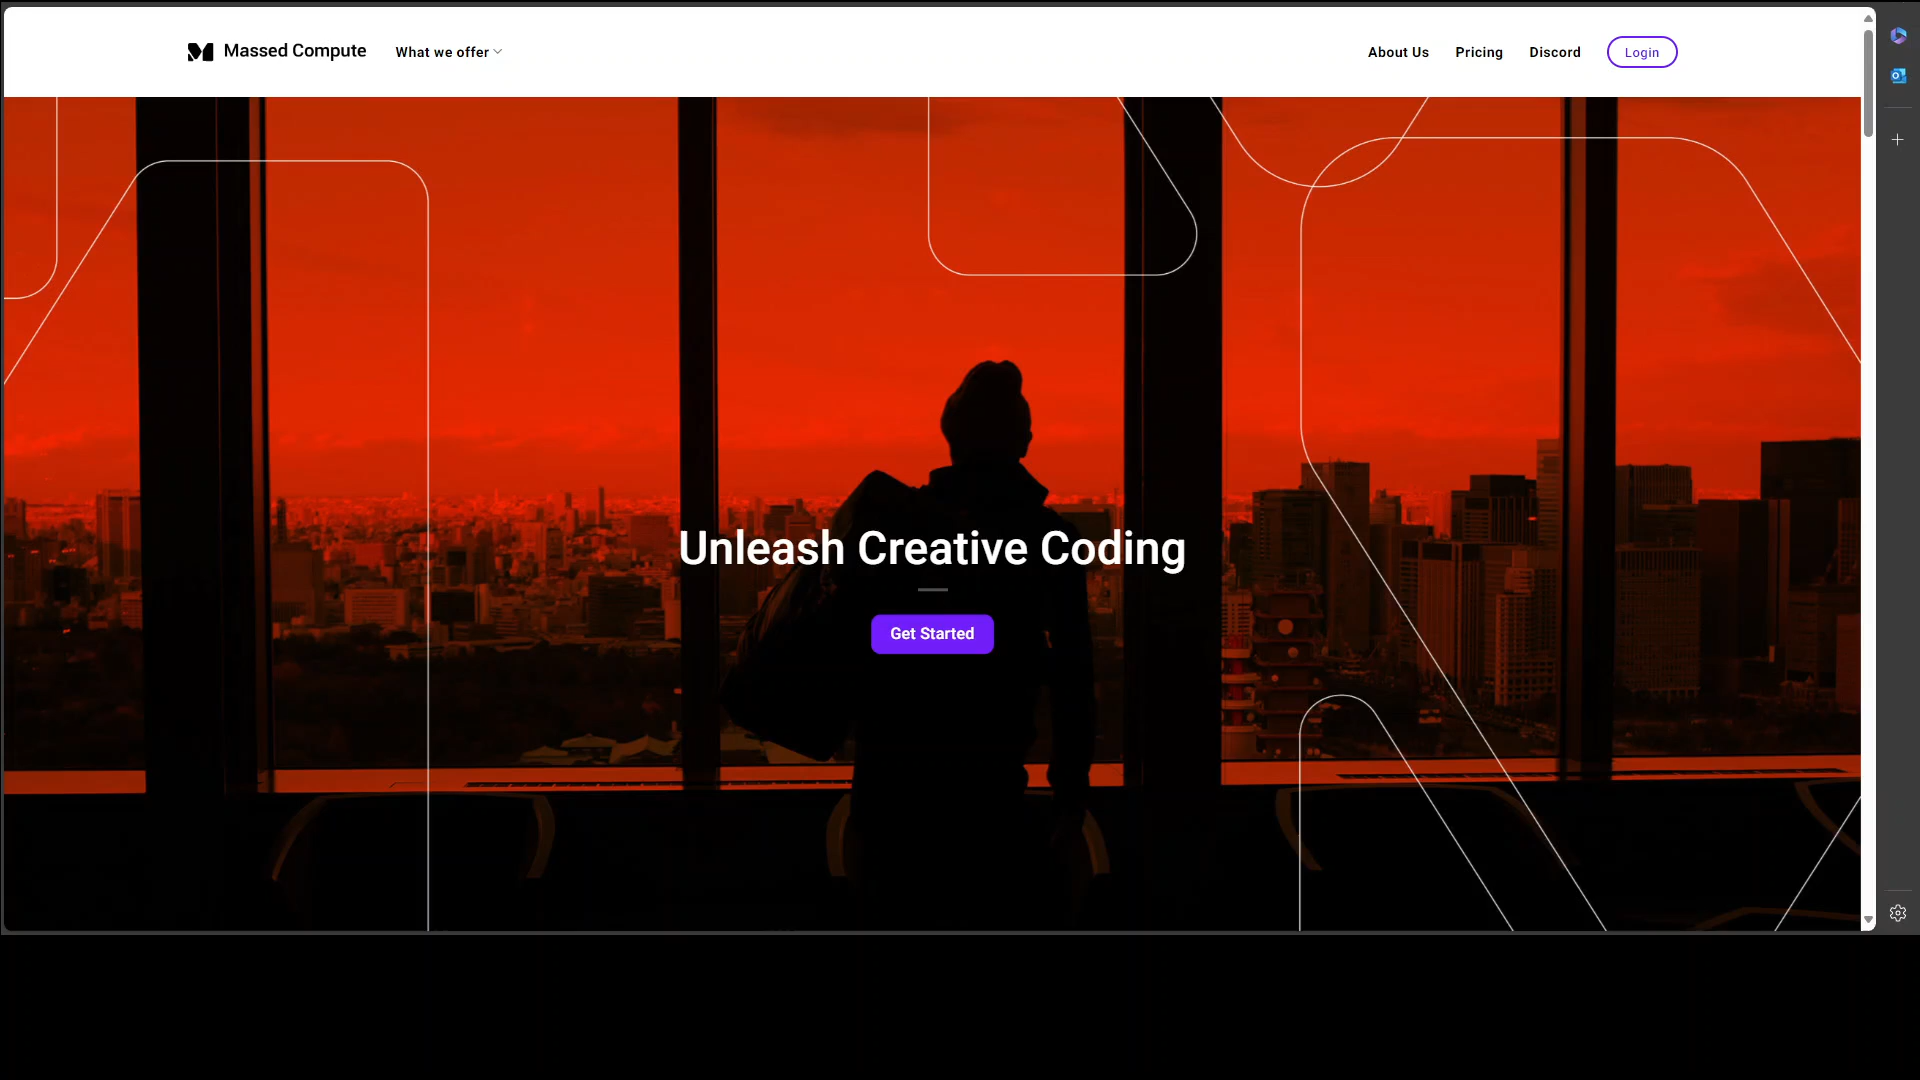 Massed Compute
What we offer
About Us
Pricing
Discord
Login
Unleash Creative Coding
Get Started